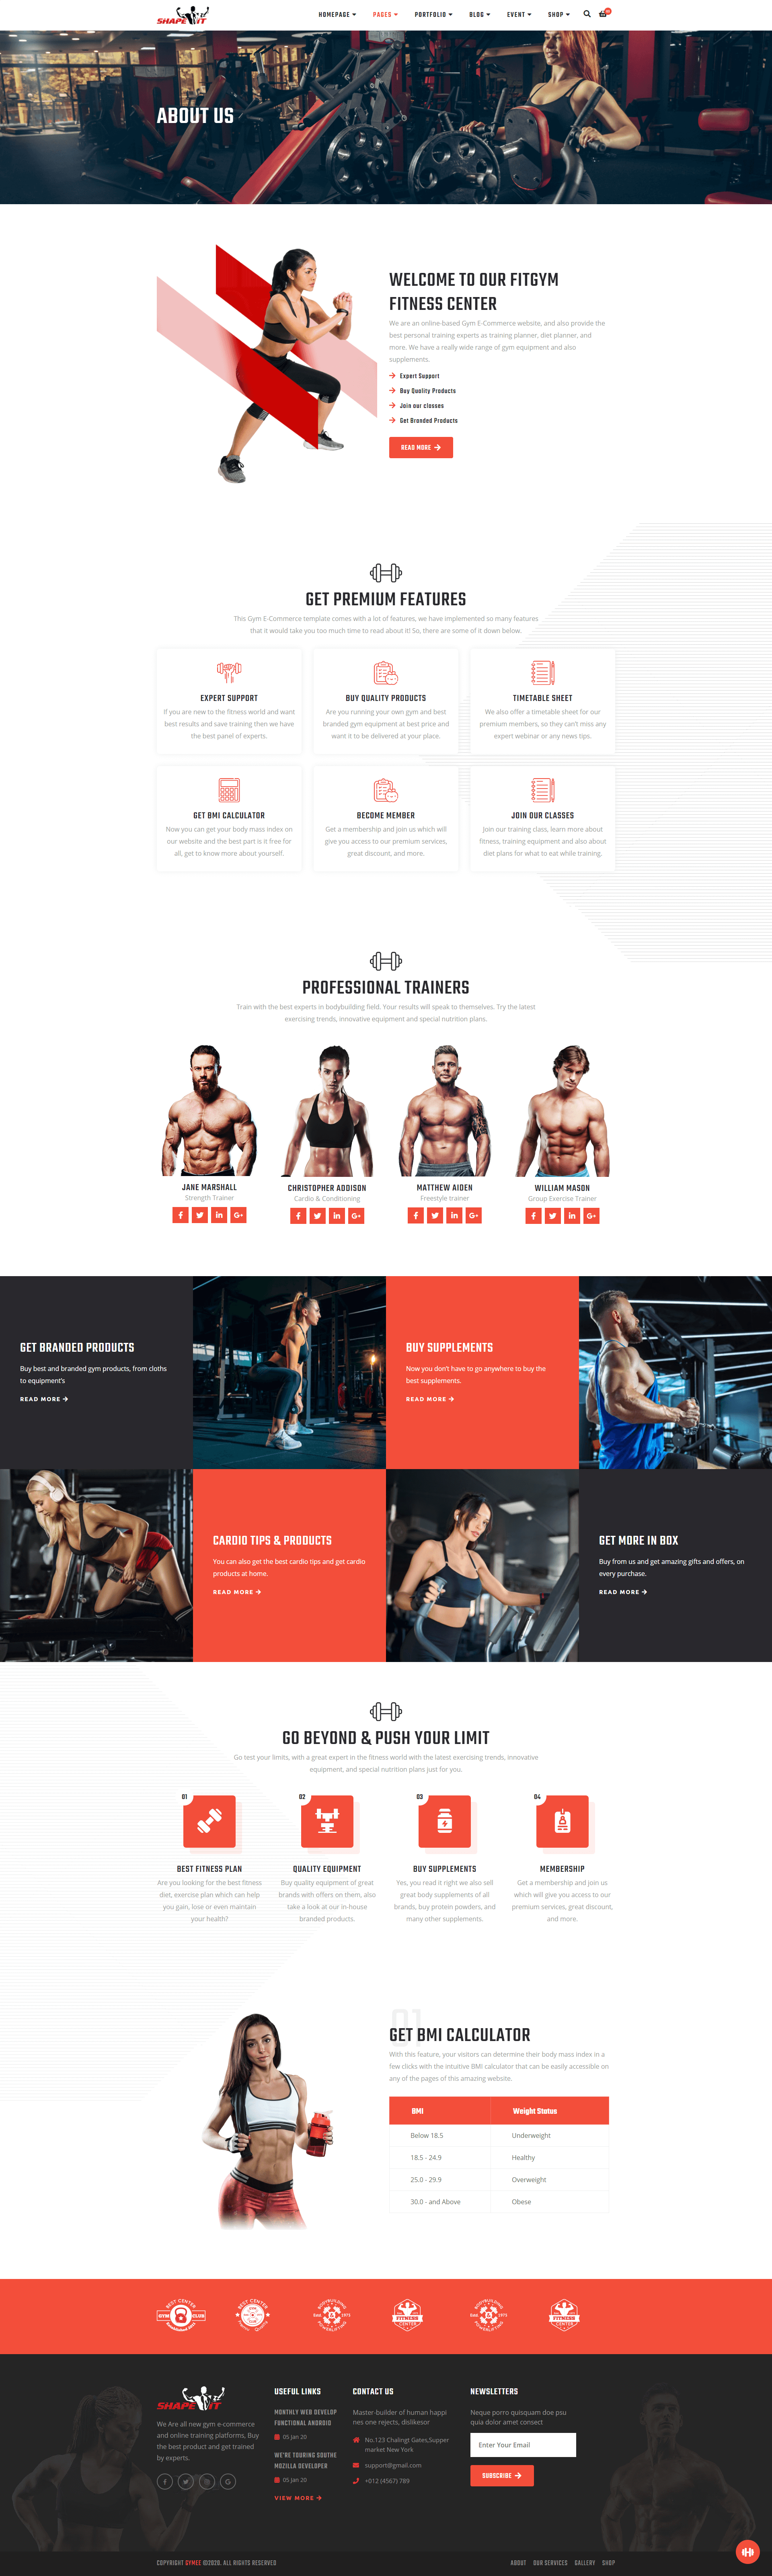 SHAPE IT
HOMEPAGE PAGES PORTFOLIO BLOG EVENT SHOP
ABOUT US
WELCOME TO OUR FITGYM
FITNESS CENTER
We are an online-based Gym E-Commerce website, and also provide the
best personal training experts as training planner, diet planner, and
more. We have a really wide range of gym equipment and also
supplements.
Expert Support
Buy Quality Products
Join our classes
Get Branded Products
READ MORE
GET PREMIUM FEATURES
This Gym E-Commerce template comes with a lot of features, we have implemented so many features
that it would take you too much time to read about it! So, there are some of it down below.
EXPERT SUPPORT
If you are new to the fitness world and want
best results and save training then we have
the best panel of experts.
BUY QUALITY PRODUCTS
Are you running your own gym and best
branded gym equipment at best price and
want it to be delivered at your place.
TIMETABLE SHEET
We also offer a timetable sheet for our
premium members, so they can't miss any
expert webinar or any news tips.
GET BMI CALCULATOR
Now you can get your body mass index on
our website and the best part is it free for
all, get to know more about yourself.
BECOME MEMBER
Get a membership and join us which will
give you access to our premium services,
great discount, and more.
JOIN OUR CLASSES
Join our training class, learn more about
fitness, training equipment and also about
diet plans for what to eat while training.
PROFESSIONAL TRAINERS
Train with the best experts in bodybuilding field. Your results will speak to themselves. Try the latest
exercising trends, innovative equipment and special nutrition plans.
JANE MARSHALL
Strength Trainer
CHRISTOPHER ADDISON
Cardio & Conditioning
MATTHEW AIDEN
Freestyle trainer
WILLIAM MASON
Group Exercise Trainer
GET BRANDED PRODUCTS
Buy best and branded gym products, from cloths
to equipment's
READ MORE
BUY SUPPLEMENTS
Now you don't have to go anywhere to buy the
best supplements.
READ MORE
CARDIO TIPS & PRODUCTS
You can also get the best cardio tips and get cardio
products at home.
READ MORE
GET MORE IN BOX
Buy from us and get amazing gifts and offers, on
every purchase.
READ MORE
GO BEYOND & PUSH YOUR LIMIT
Go test your limits, with a great expert in the fitness world with the latest exercising trends, innovative
equipment, and special nutrition plans just for you.
01
BEST FITNESS PLAN
Are you looking for the best fitness
diet, exercise plan which can help
you gain, lose or even maintain
your health?
02
QUALITY EQUIPMENT
Buy quality equipment of great
brands with offers on them, also
take a look at our In-house
branded products.
03
BUY SUPPLEMENTS
Yes, you read it right we also sell
great body supplements of all
brands, buy protein powders, and
many other supplements.
04
MEMBERSHIP
Get a membership and join us
which will give you access to our
premium services, great discount,
and more.
01
GET BMI CALCULATOR
With this feature, your visitors can determine their body mass index in a
few clicks with the intuitive BMI calculator that can be easily accessible on
any of the pages of this amazing website.
BMI Weight Status
Below 18.5 Underweight
18.5 - 24.9 Healthy
25.0 - 29.9 Overweight
30.0 - and Above Obese
BEST CENTER
GYM CLUB
BEST CENTER
BODYBUILDING
POWERLIFTING
FITNESS
CENTER
BODYBUILDING
POWERLIFTING
FITNESS
CENTER
SHAPE IT
We Are all new gym e-commerce
and online training platforms, Buy
the best product and get trained
by experts.
USEFUL LINKS
MONTHLY WEB DEVELOP
FUNCTIONAL ANDROID
05 Jan 20
WE'RE TOURING SOUTHE
MOZILLA DEVELOPER
05 Jan 20
VIEW MORE
CONTACT US
Master-builder of human happi
nes one rejects, dislikesor
No.123 Chalingt Gates,Supper
market New York
support@gmail.com
+012 (4567) 789
NEWSLETTERS
Neque porro quisquam doe psu
quia dolor amet consect
Enter Your Email
SUBSCRIBE
COPYRIGHT GYMEE ©2020. ALL RIGHTS RESERVED
ABOUT OUR SERVICES GALLERY SHOP